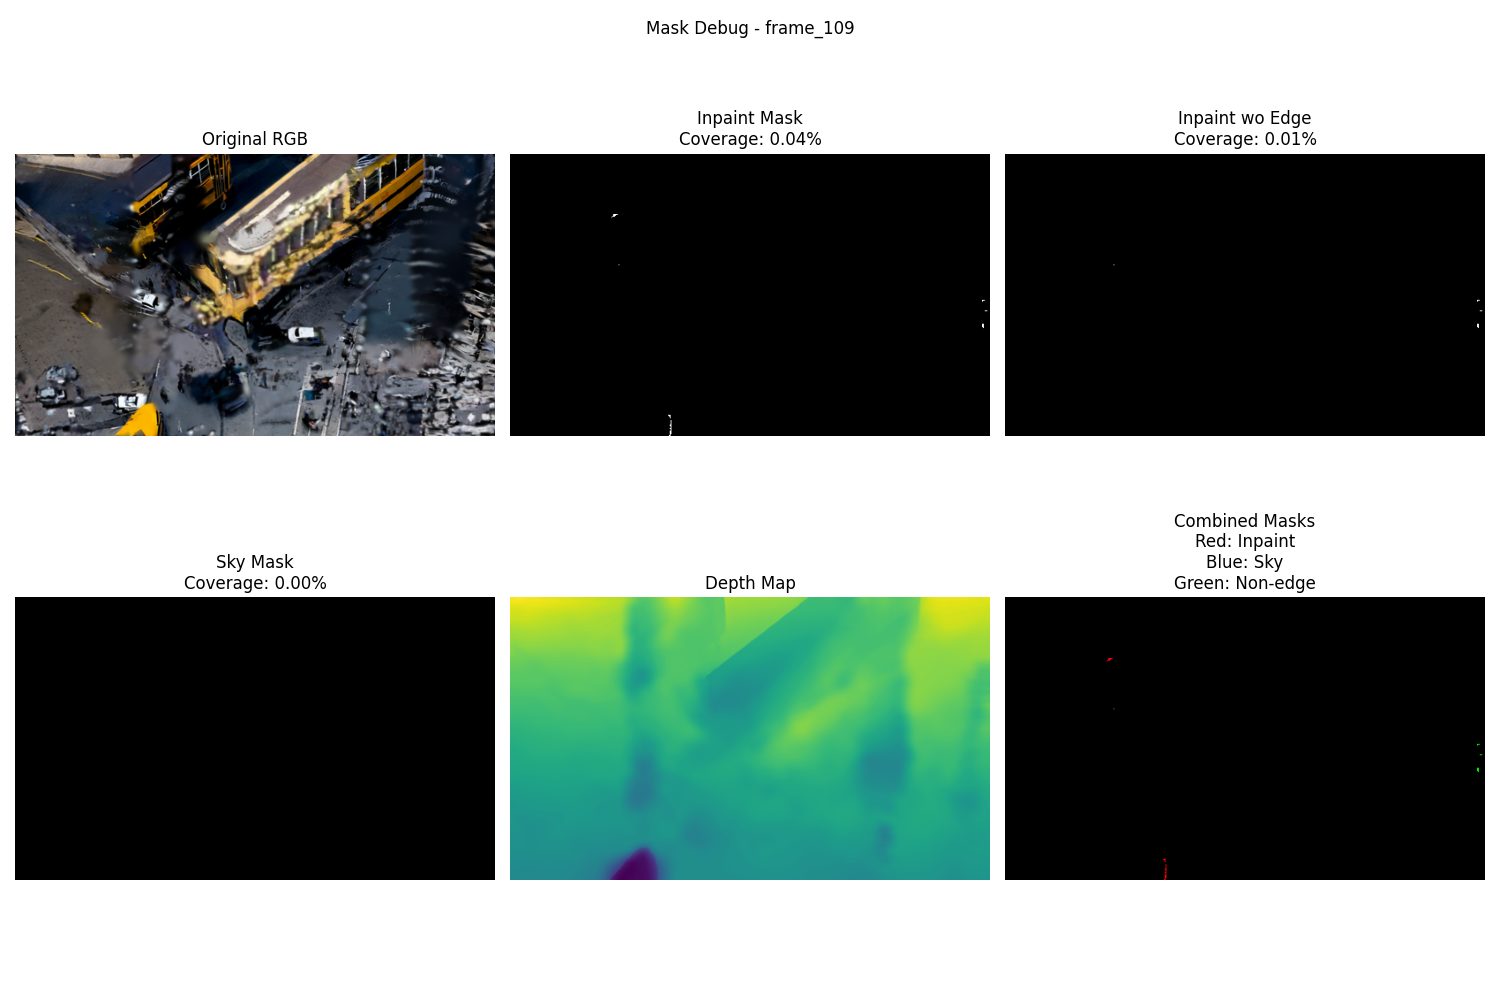 Mask Debug - frame_109
Original RGB
Inpaint Mask
Coverage: 0.04%
Inpaint wo Edge
Coverage: 0.01%
Sky Mask
Coverage: 0.00%
Depth Map
Combined Masks
Red: Inpaint
Blue: Sky
Green: Non-edge